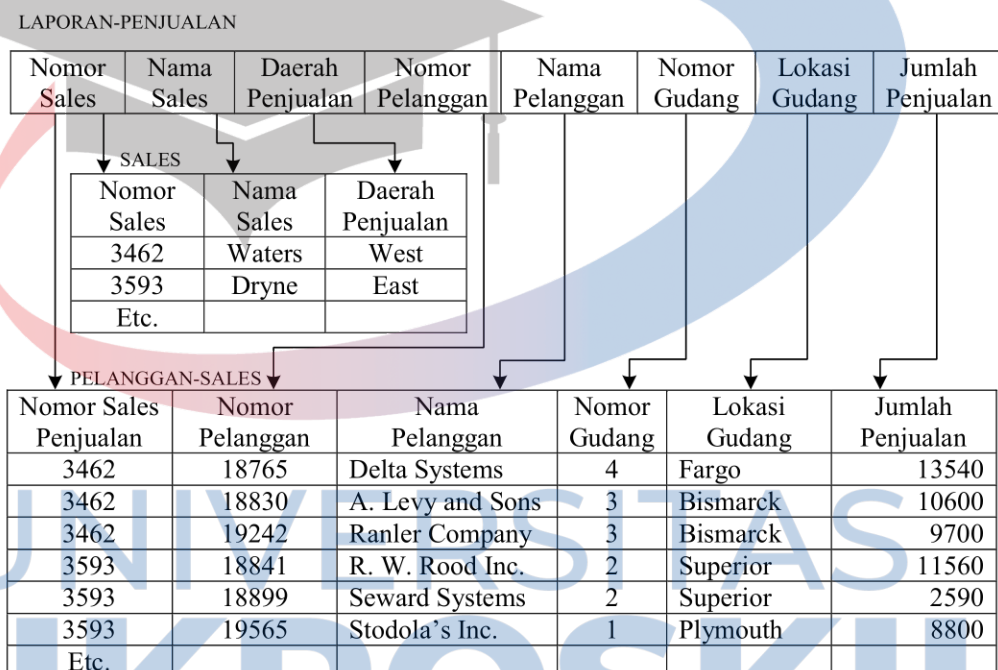 LAPORAN-PENJUALAN
Nomor Sales Nama Sales Daerah Penjualan Nomor Pelanggan Nama Pelanggan Nomor Gudang Lokasi Gudang Jumlah Penjualan
SALES
Nomor Sales Nama Sales Daerah Penjualan
3462 Waters West
3593 Dryne East
Etc.
PELANGGAN-SALES
Nomor Sales Penjualan Nomor Pelanggan Nama Pelanggan Nomor Gudang Lokasi Gudang Jumlah Penjualan
3462 18765 Delta Systems 4 Fargo 13540
3462 18830 A. Levy and Sons 3 Bismarck 10600
3462 19242 Ranler Company 3 Bismarck 9700
3593 18841 R. W. Rood Inc. 2 Superior 11560
3593 18899 Seward Systems 2 Superior 2590
3593 19565 Stodola's Inc. 1 Plymouth 8800
Etc.
UNIVERSITAS